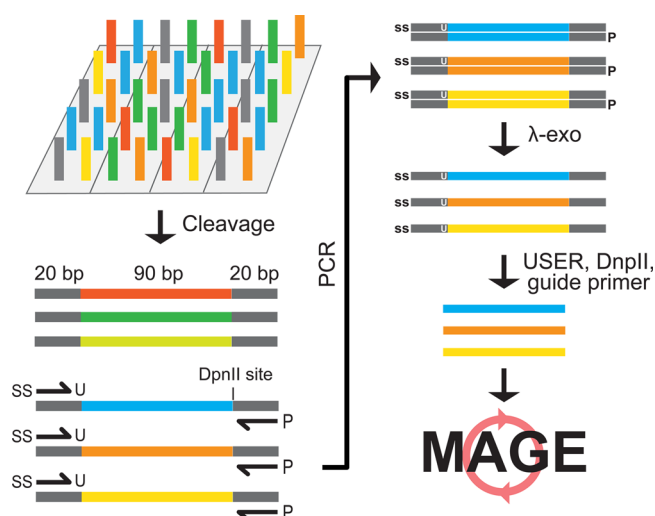 Cleavage
20 bp 90 bp 20 bp
DpnII site
SS U
P
SS U
P
SS U
P
PCR
SS U
P
SS U
P
SS U
P
λ-exo
SS U
SS U
SS U
USER, DnpII,
guide primer
MAGE